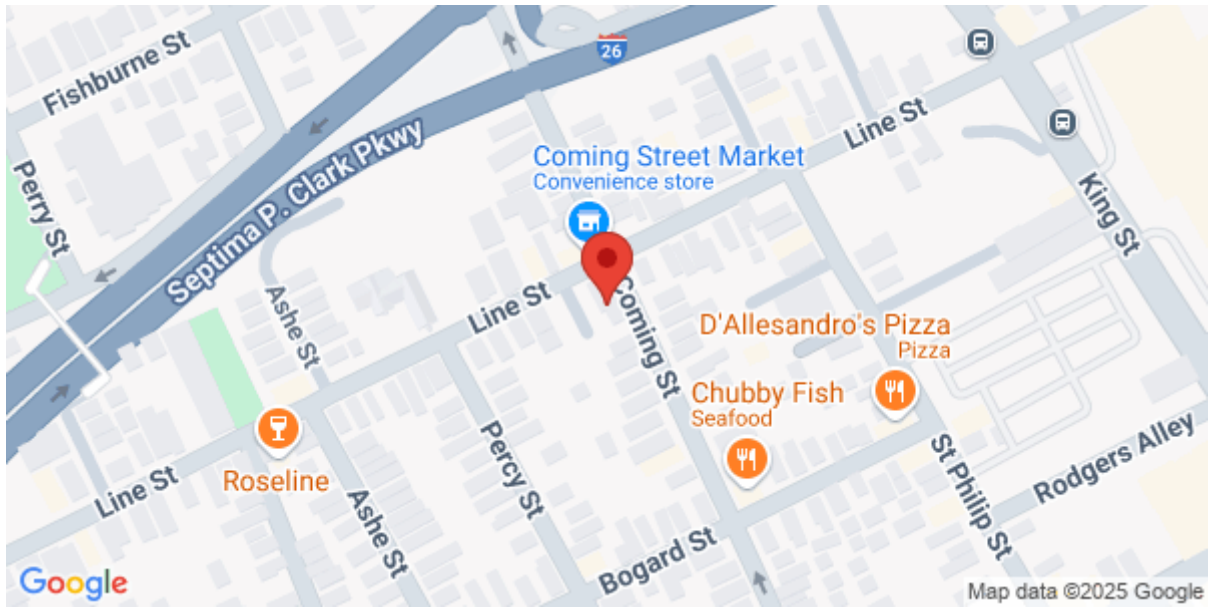 Fishburne St
26
Perry St
Septima P. Clark Pkwy
Line St
Coming Street Market
Convenience store
King St
Ashe St
Line St
Coming St
D'Allesandro's Pizza
Pizza
Chubby Fish
Seafood
Roseline
Line St
Ashe St
Percy St
St Philip St
Rodgers Alley
Bogard St
Google
Map data ©2025 Google